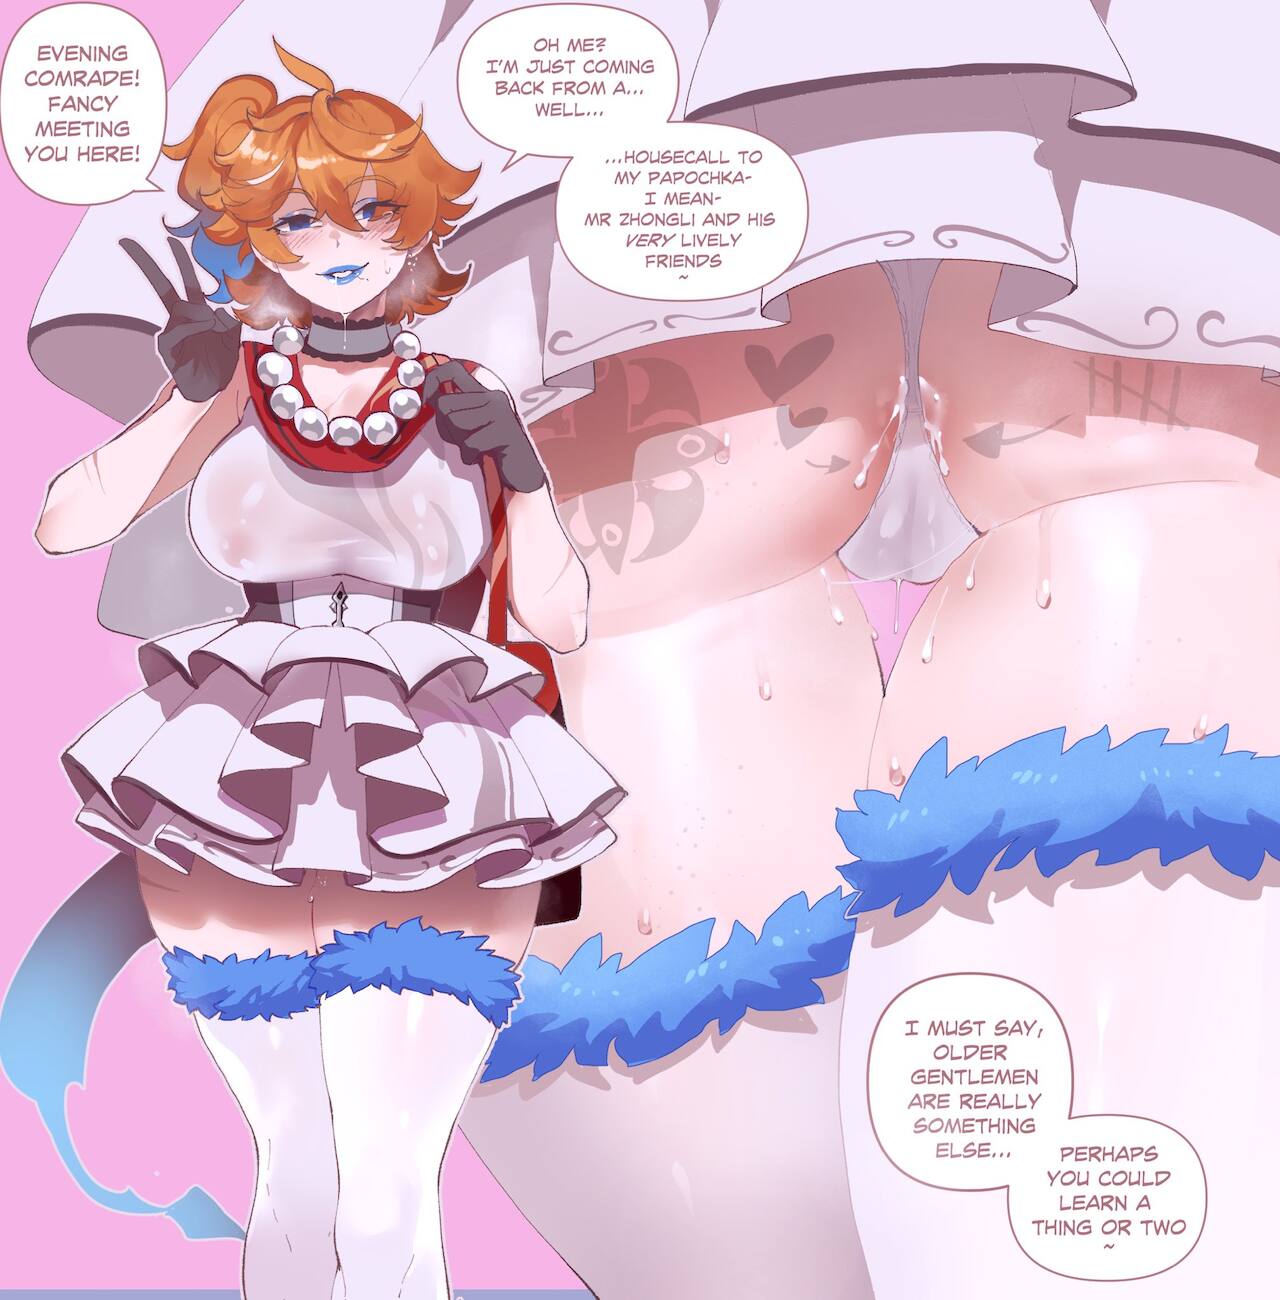 EVENING
COMRADE!
FANCY
MEETING
YOU HERE!
OH ME?
I'M JUST COMING
BACK FROM A...
WELL...
...HOUSECALL TO
MY PAPOCHKA-
I MEAN-
MR ZHONGLI AND HIS
VERY LIVELY
FRIENDS
~
I MUST SAY,
OLDER
GENTLEMEN
ARE REALLY
SOMETHING
ELSE...
PERHAPS
YOU COULD
LEARN A
THING OR TWO
~